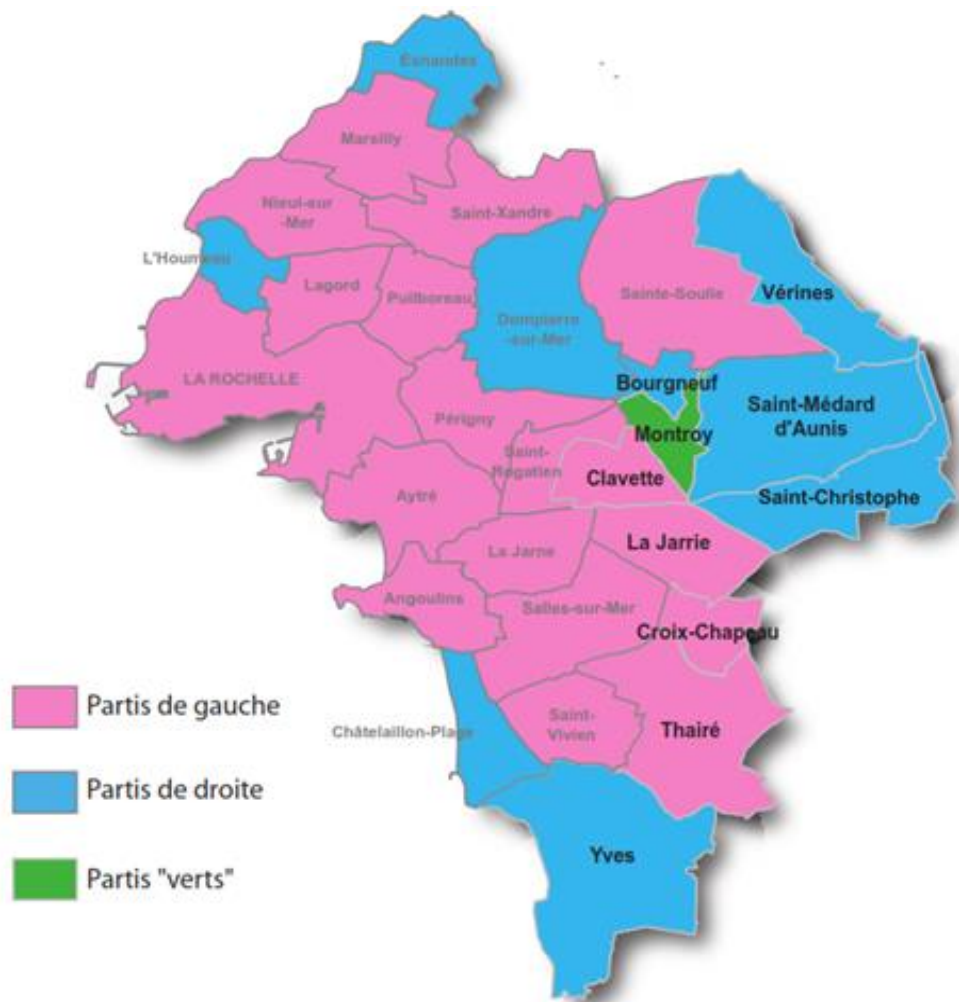 Esnandes
Marsilly
Nieul-sur
-Mer
Saint-Xandre
L'Houmeau
Lagord
Puilboreau
Sainte-Soulle
Vérines
Dompierre
-sur-Mer
LA ROCHELLE
Bourgneuf
Périgny
Montroy
Saint-Médard
d'Aunis
Saint-
Rogatien
Clavette
Aytré
Saint-Christophe
La Jarne
La Jarrie
Angoulins
Salles-sur-Mer
Croix-Chapeau
Partis de gauche
Châtelaillon-Plage
Saint-
Vivien
Thairé
Partis de droite
Yves
Partis "verts"